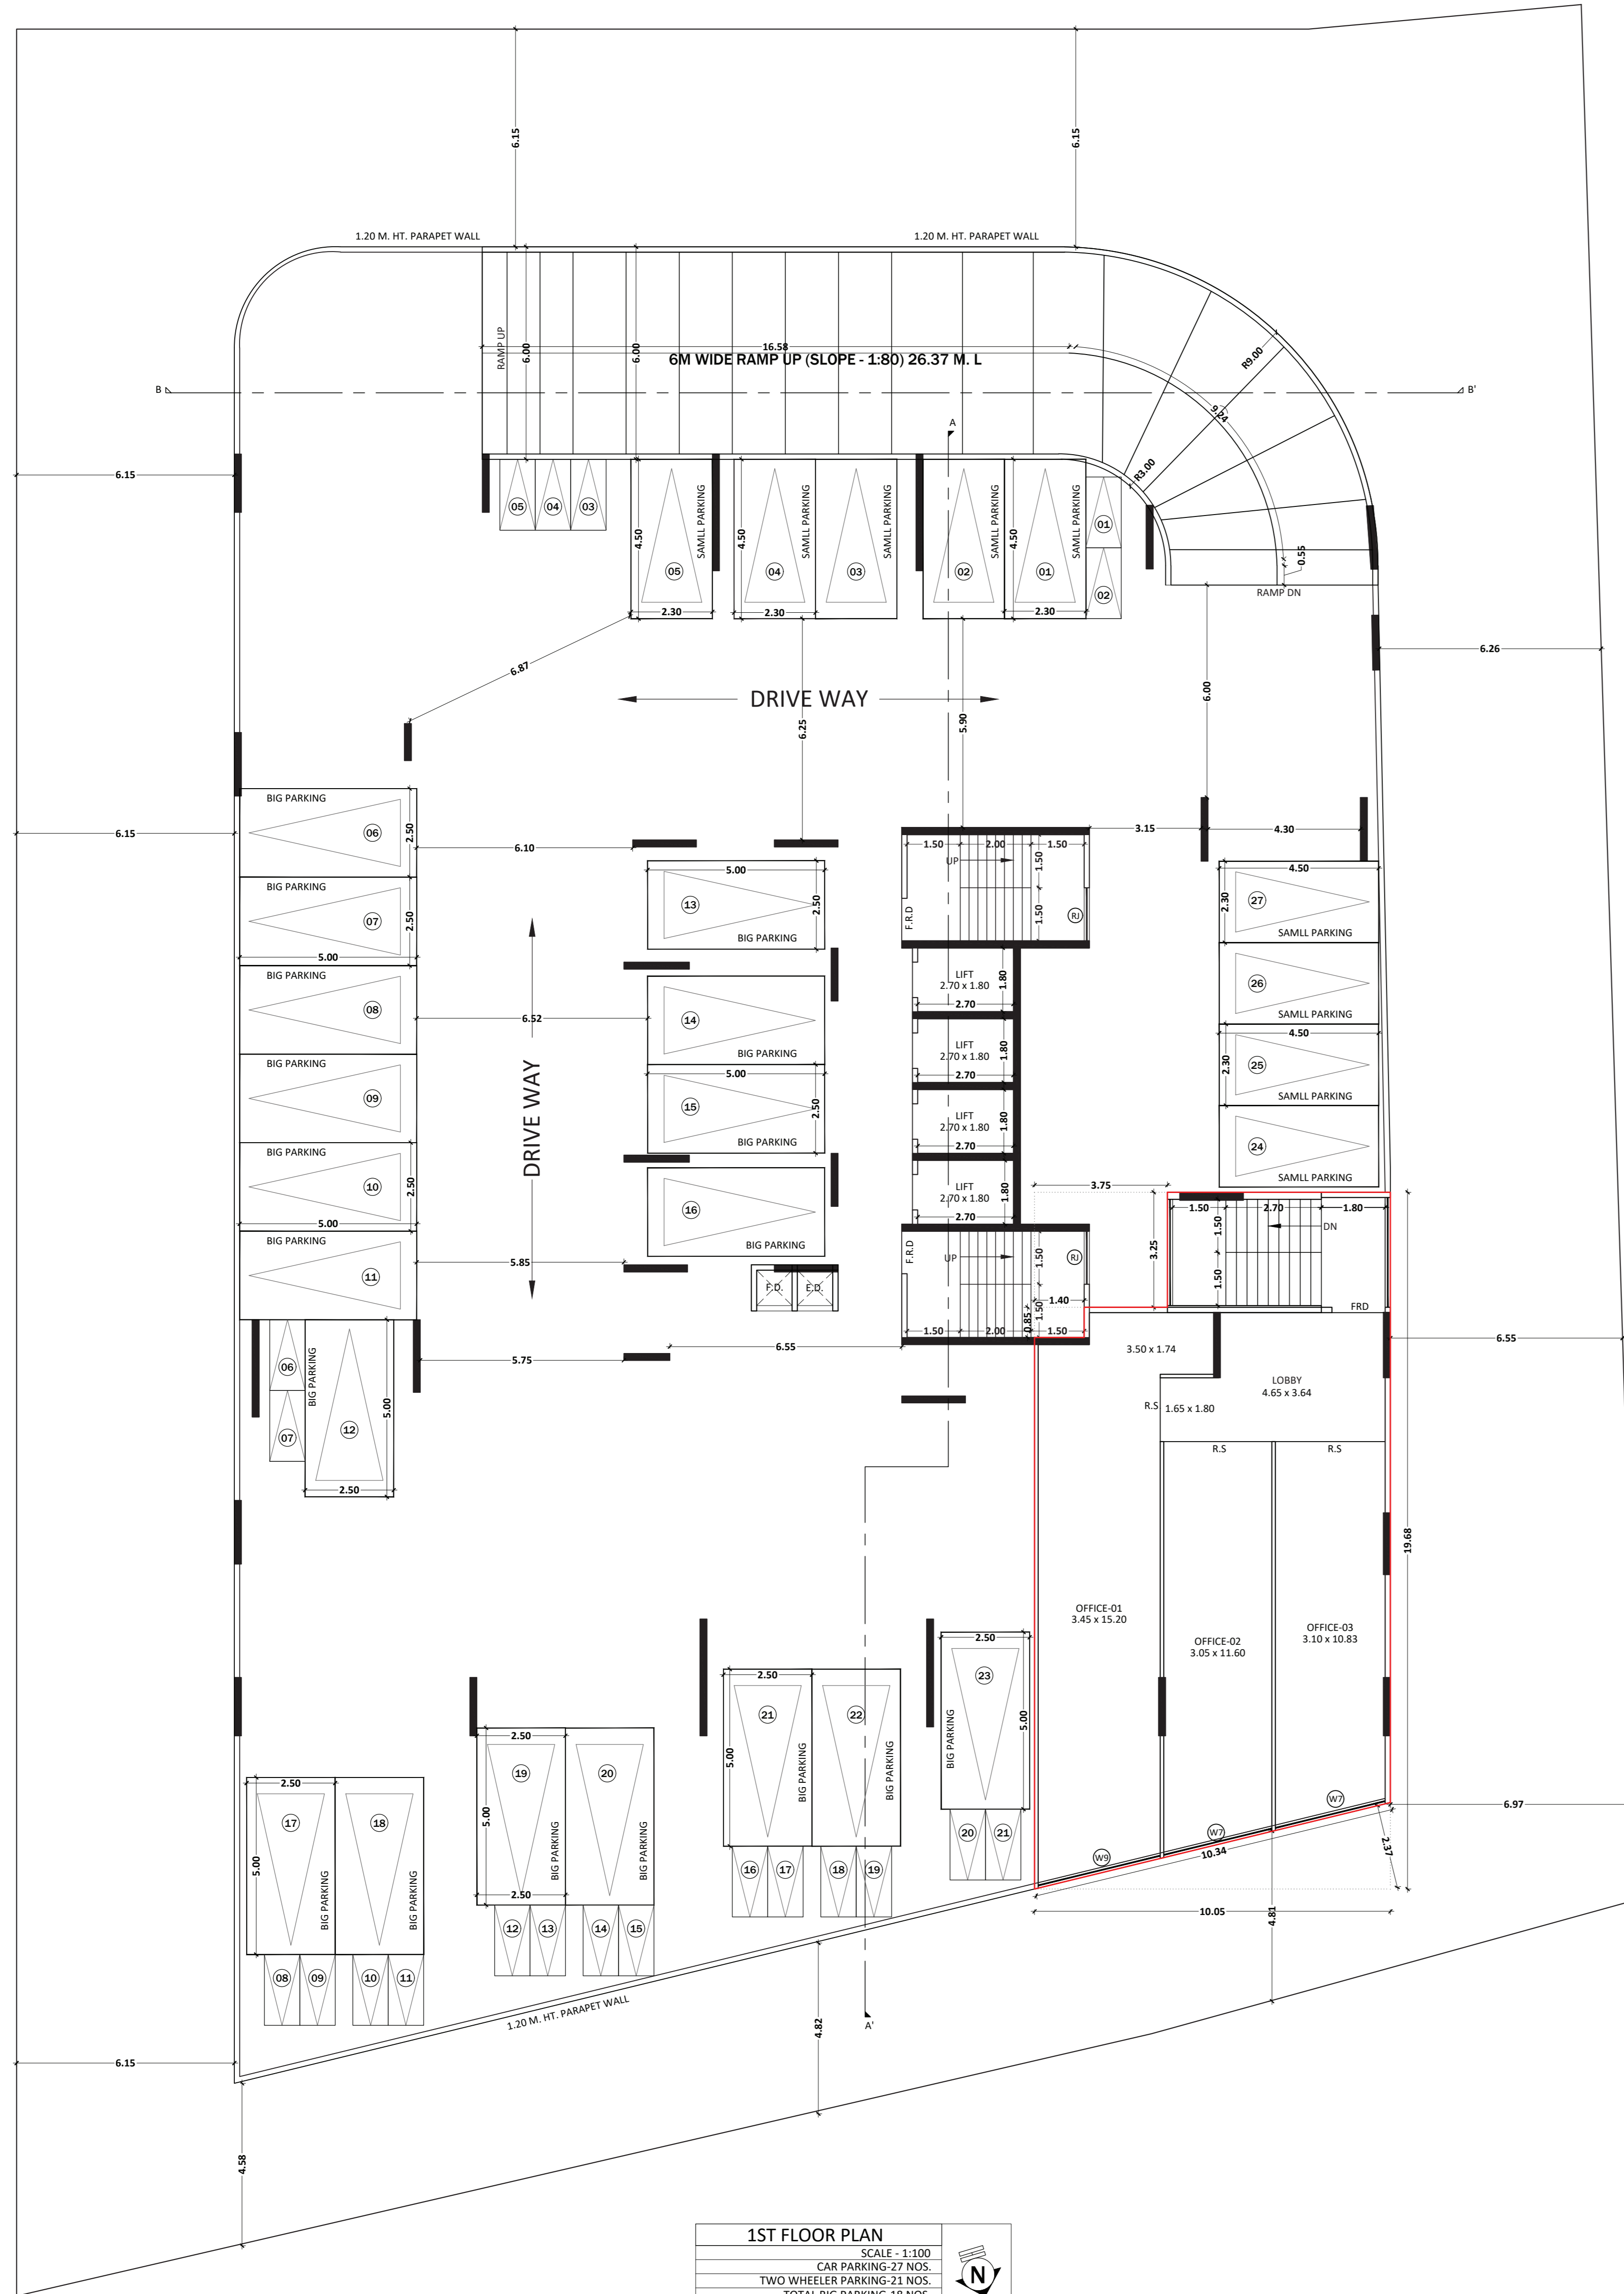 6.15
6.15
1.20 M. HT. PARAPET WALL
1.20 M. HT. PARAPET WALL
RAMP UP
6.00
6.00
16.58
6M WIDE RAMP UP (SLOPE - 1:80) 26.37 M. L
R9.00
9.24
R3.00
B
B'
A
6.15
05
04
03
4.50
SAMLL PARKING
05
2.30
4.50
SAMLL PARKING
04
03
2.30
SAMLL PARKING
SAMLL PARKING
02
4.50
SAMLL PARKING
01
2.30
01
02
0.55
RAMP DN
6.87
DRIVE WAY
6.25
5.90
6.00
6.26
6.15
BIG PARKING
06
2.50
6.10
3.15
4.30
BIG PARKING
07
2.50
5.00
BIG PARKING
08
6.52
BIG PARKING
09
BIG PARKING
10
2.50
5.00
BIG PARKING
11
5.85
DRIVE WAY
5.00
13
2.50
BIG PARKING
14
BIG PARKING
5.00
15
2.50
BIG PARKING
16
BIG PARKING
F.D.
E.D.
1.50
2.00
1.50
UP
1.50
1.50
F.R.D
RJ
LIFT
2.70 x 1.80
1.80
2.70
LIFT
2.70 x 1.80
1.80
2.70
LIFT
2.70 x 1.80
1.80
2.70
LIFT
2.70 x 1.80
1.80
2.70
F.R.D
UP
1.50
RJ
1.40
0.85
1.50
1.50
2.00
1.50
4.50
27
2.30
SAMLL PARKING
26
SAMLL PARKING
4.50
25
2.30
SAMLL PARKING
24
SAMLL PARKING
3.75
3.25
1.50
2.70
1.80
1.50
DN
1.50
FRD
6.55
5.75
6.55
06
07
BIG PARKING
12
5.00
2.50
3.50 x 1.74
LOBBY
4.65 x 3.64
R.S
1.65 x 1.80
R.S
R.S
19.68
OFFICE-01
3.45 x 15.20
OFFICE-02
3.05 x 11.60
OFFICE-03
3.10 x 10.83
2.50
23
BIG PARKING
5.00
20
21
2.50
21
5.00
BIG PARKING
22
BIG PARKING
16
17
18
19
2.50
19
5.00
BIG PARKING
2.50
20
BIG PARKING
12
13
14
15
2.50
17
5.00
BIG PARKING
18
BIG PARKING
08
09
10
11
W9
W7
W7
10.34
2.37
6.97
10.05
4.81
1.20 M. HT. PARAPET WALL
4.82
A'
6.15
4.58
1ST FLOOR PLAN
SCALE - 1:100
CAR PARKING-27 NOS.
TWO WHEELER PARKING-21 NOS.
TOTAL BIG PARKING-18 NOS.
N